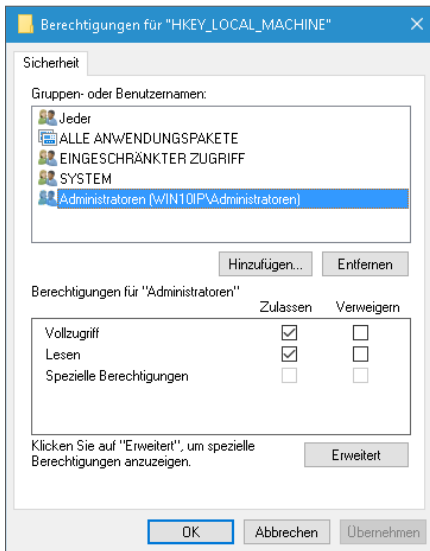 Berechtigungen für "HKEY_LOCAL_MACHINE"
Sicherheit
Gruppen- oder Benutzernamen:
Jeder
ALLE ANWENDUNGSPAKETE
EINGESCHRÄNKTER ZUGRIFF
SYSTEM
Administratoren (WIN10IP\Administratoren)
Hinzufügen... Entfernen
Berechtigungen für "Administratoren"
Zulassen Verweigern
Vollzugriff
Lesen
Spezielle Berechtigungen
Klicken Sie auf "Erweitert", um spezielle
Berechtigungen anzuzeigen.
Erweitert
OK Abbrechen Übernehmen